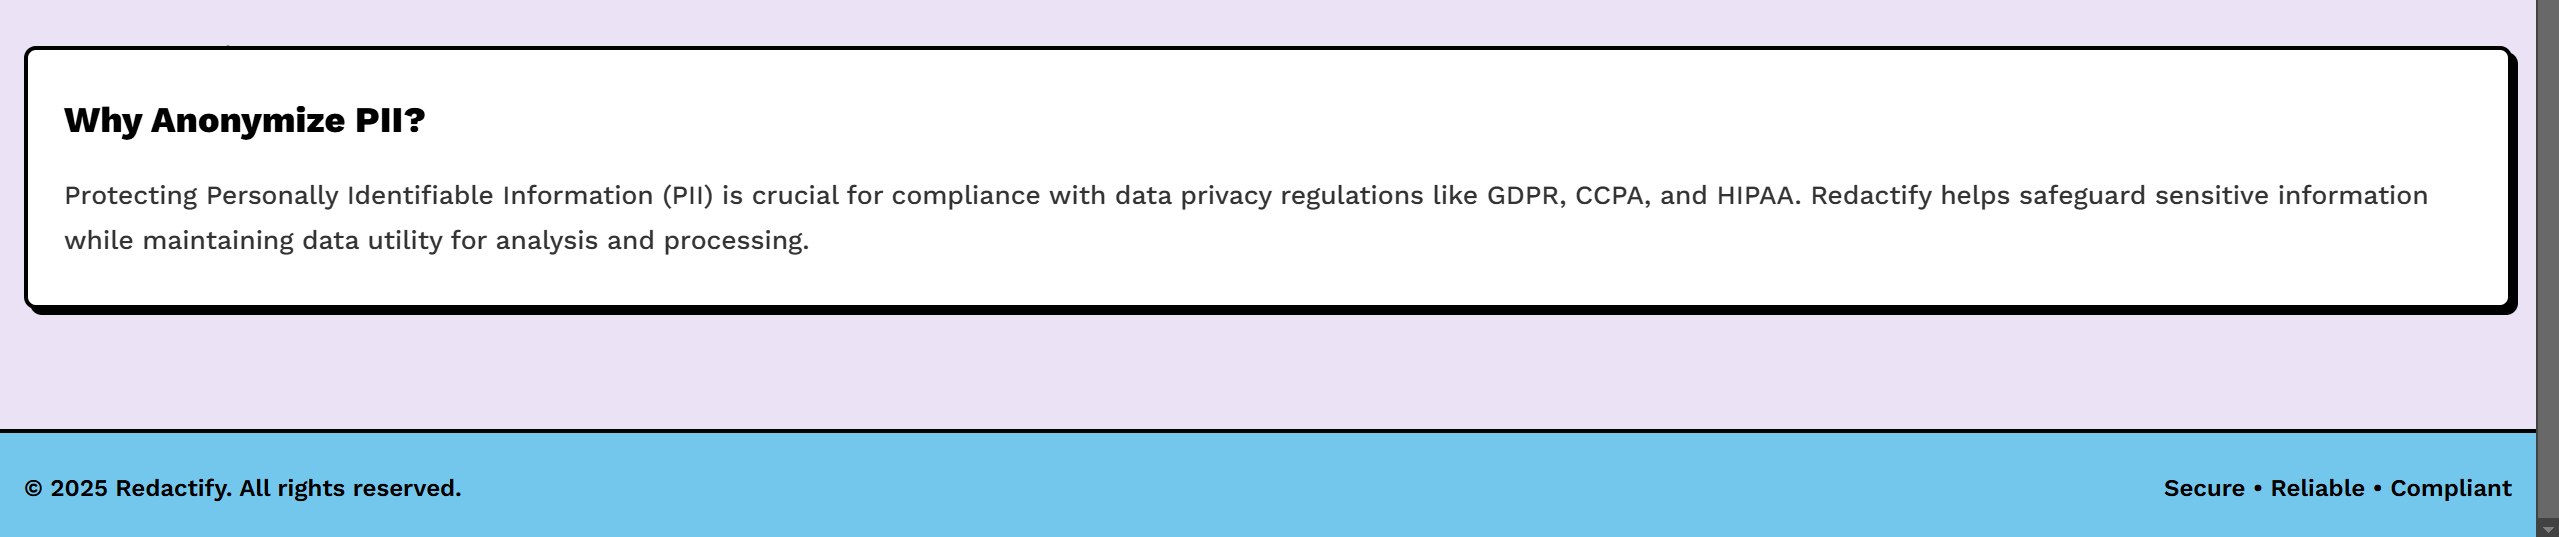 Why Anonymize PII?
Protecting Personally Identifiable Information (PII) is crucial for compliance with data privacy regulations like GDPR, CCPA, and HIPAA. Redactify helps safeguard sensitive information
while maintaining data utility for analysis and processing.
© 2025 Redactify. All rights reserved.
Secure • Reliable • Compliant